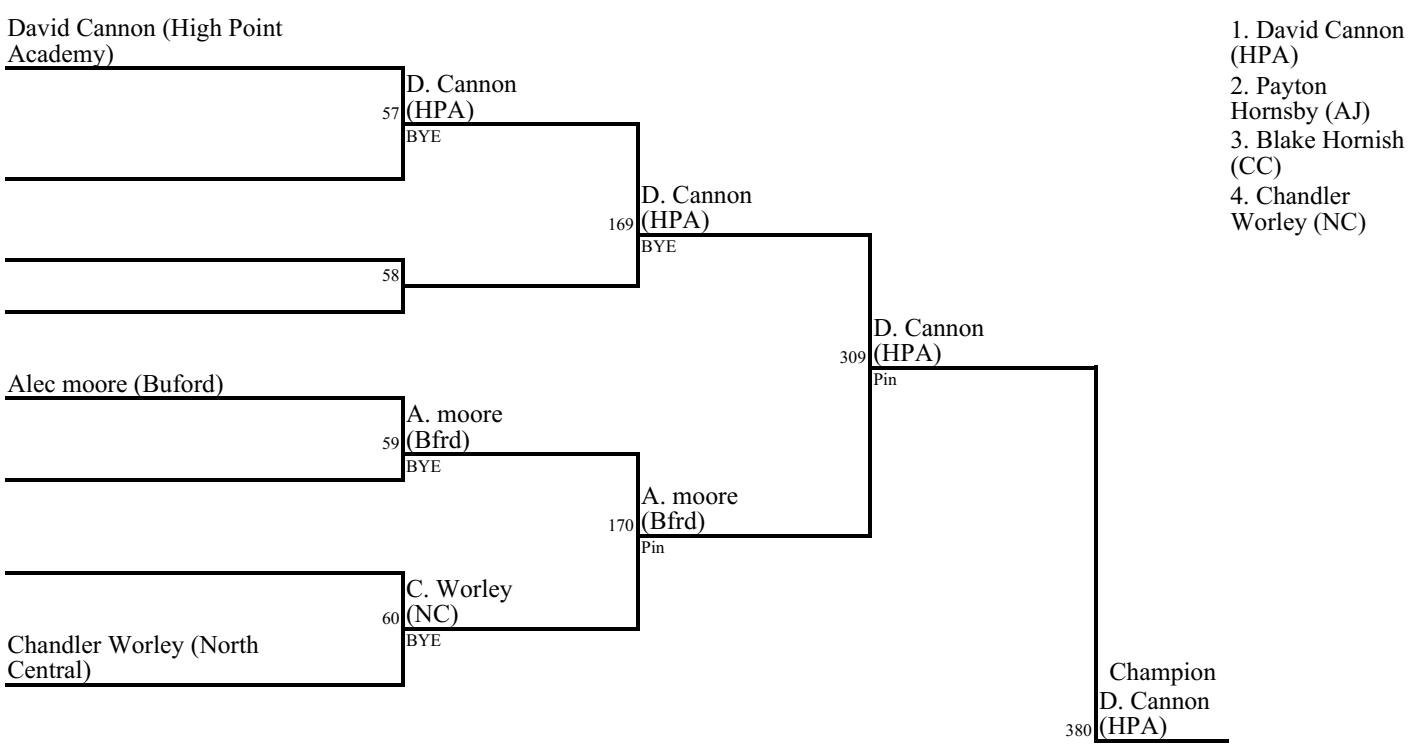 David Cannon (High Point
Academy)
57
D. Cannon
(HPA)
BYE
169
D. Cannon
(HPA)
BYE
58
309
D. Cannon
(HPA)
Pin
Alec moore (Buford)
59
A. moore
(Bfrd)
BYE
170
A. moore
(Bfrd)
Pin
60
C. Worley
(NC)
BYE
Chandler Worley (North
Central)
Champion
380
D. Cannon
(HPA)
1. David Cannon
(HPA)
2. Payton
Hornsby (AJ)
3. Blake Hornish
(CC)
4. Chandler
Worley (NC)